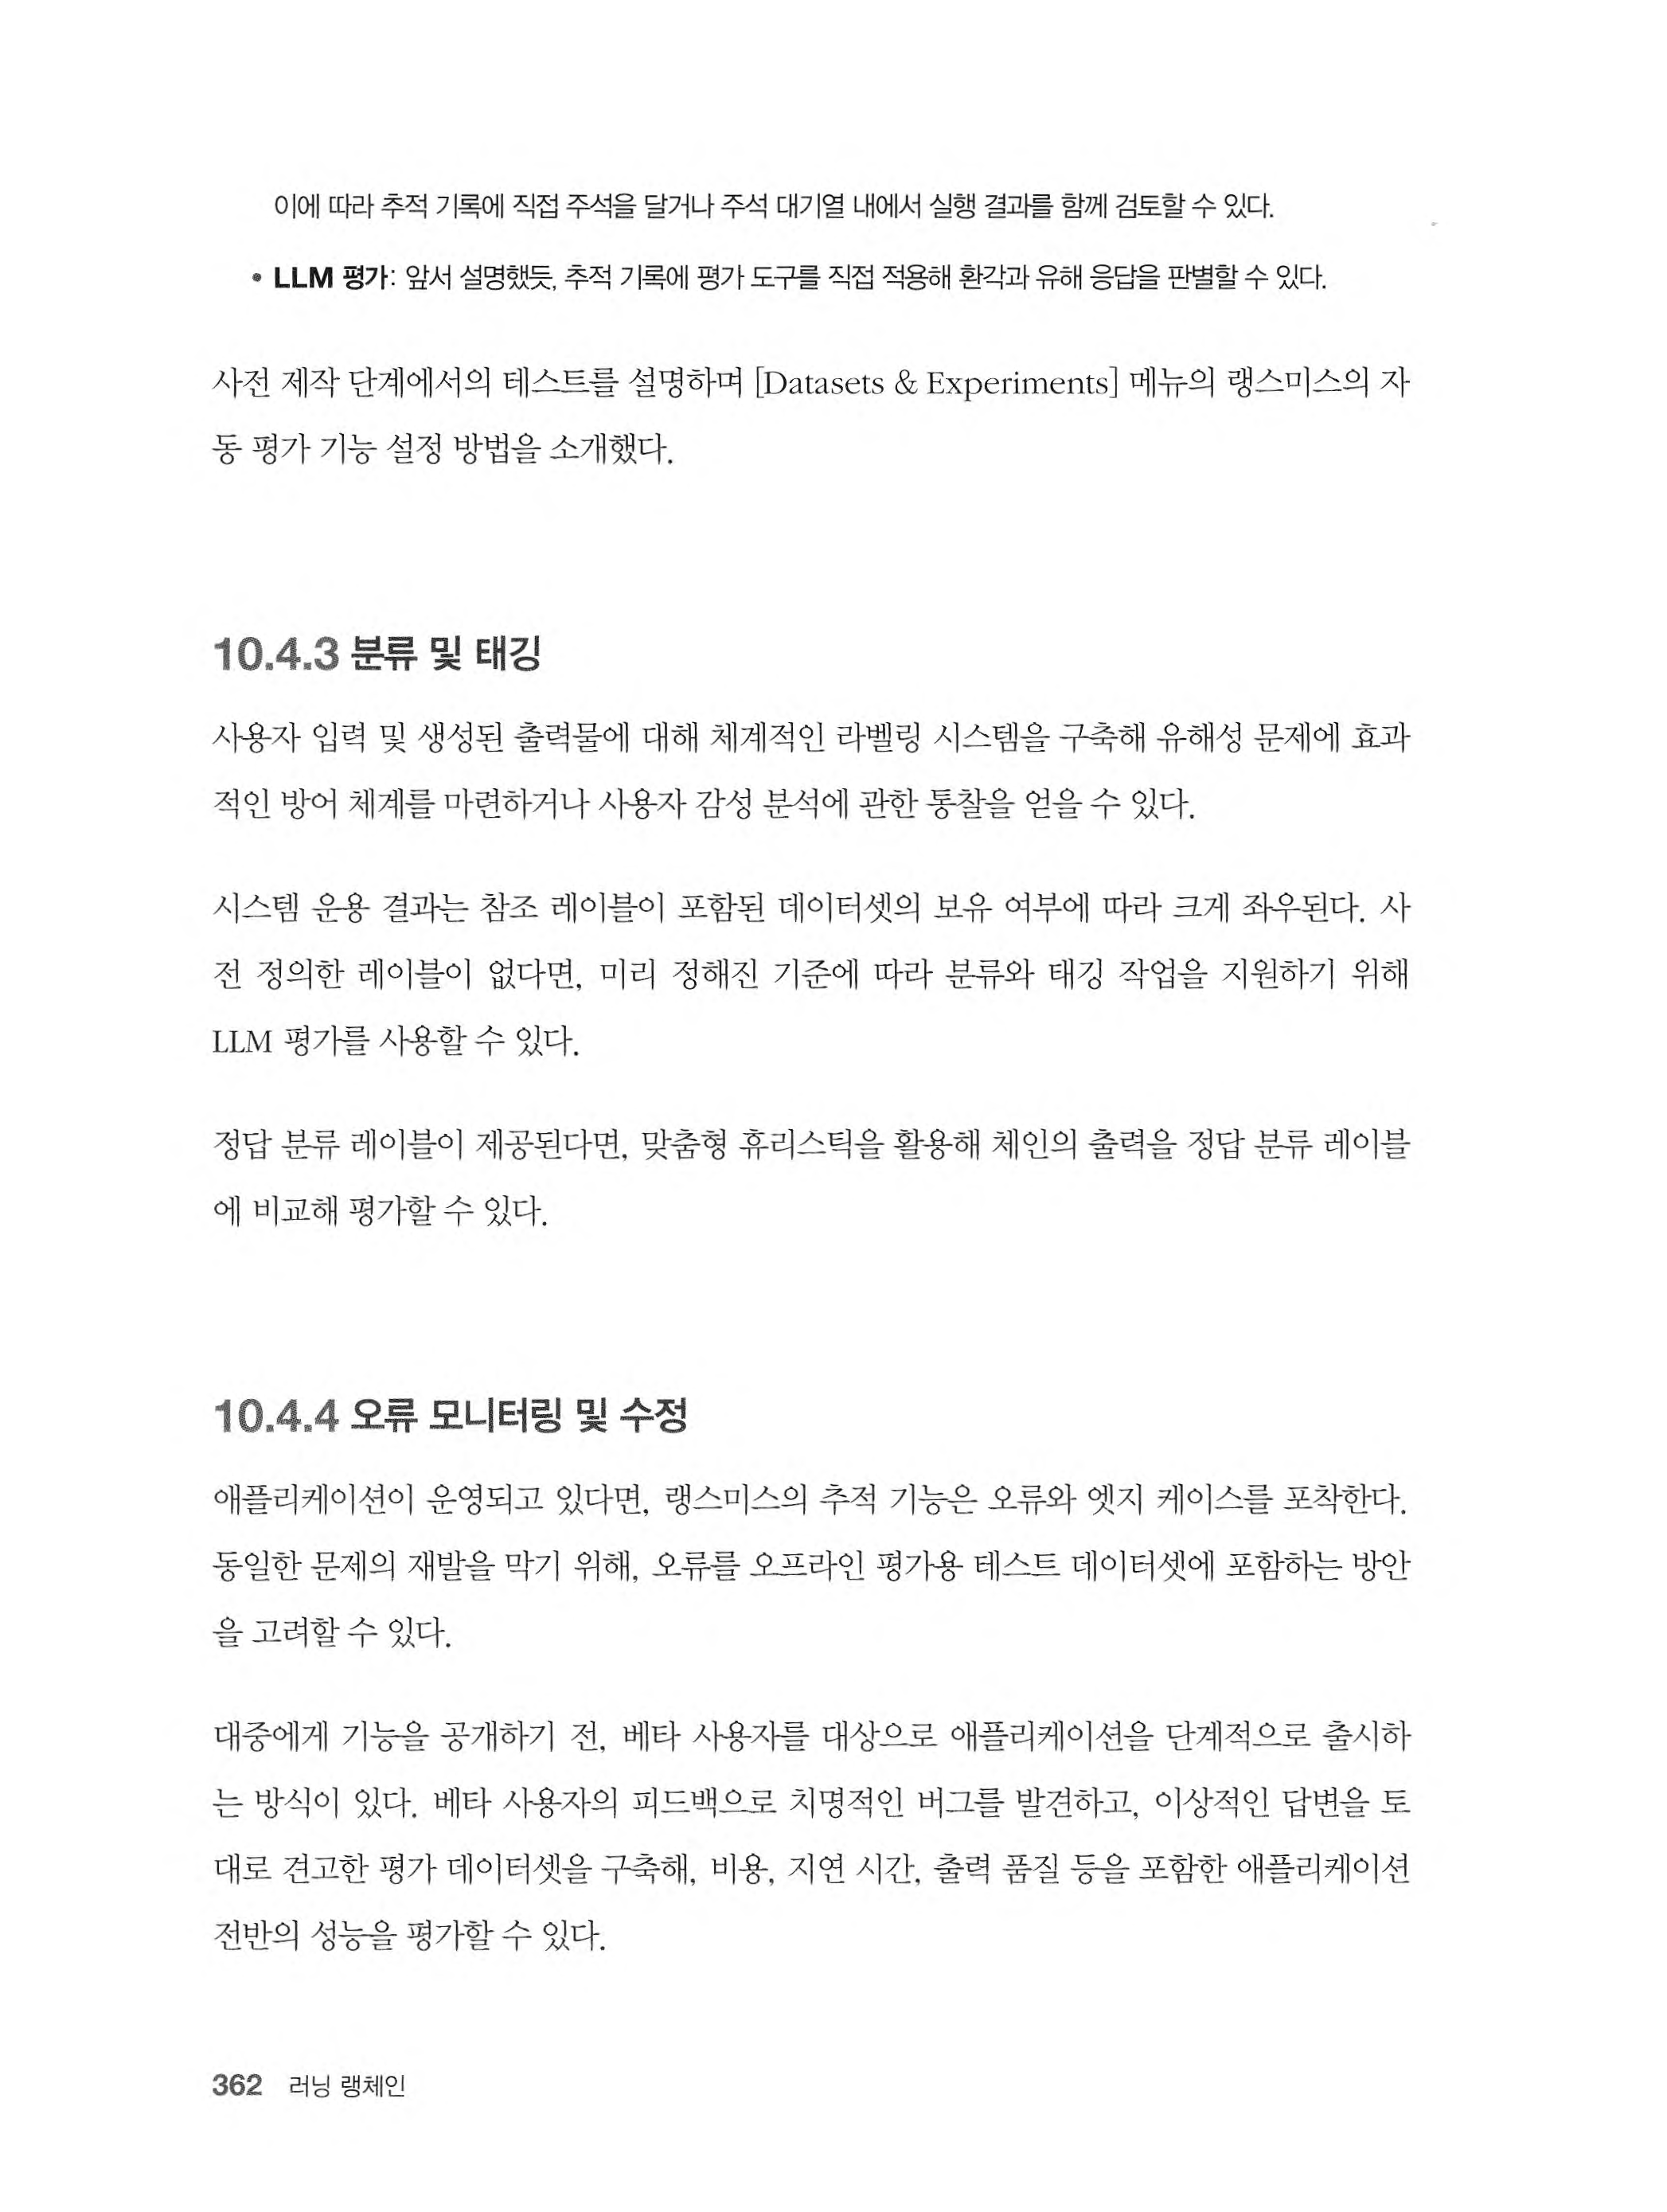 이에 따라 추적 기록에 직접 주석을 달거나 주석 대기열 내에서 실행 결과를 함께 검토할 수 있다.
• LLM 평가: 앞서 설명했듯, 추적 기록에 평가 도구를 직접 적용해 환각과 유해 응답을 판별할 수 있다.
사전 제작 단계에서의 테스트를 설명하며 [Datasets & Experiments] 메뉴의 랭스미스의 자
동 평가 기능 설정 방법을 소개했다.
10.4.3 분류 및 태깅
사용자 입력 및 생성된 출력물에 대해 체계적인 라벨링 시스템을 구축해 유해성 문제에 효과
적인 방어 체계를 마련하거나 사용자 감성 분석에 관한 통찰을 얻을 수 있다.
시스템 운용 결과는 참조 레이블이 포함된 데이터셋의 보유 여부에 따라 크게 좌우된다. 사
전 정의한 레이블이 없다면, 미리 정해진 기준에 따라 분류와 태깅 작업을 지원하기 위해
LLM 평가를 사용할 수 있다.
정답 분류 레이블이 제공된다면, 맞춤형 휴리스틱을 활용해 체인의 출력을 정답 분류 레이블
에 비교해 평가할 수 있다.
10.4.4 오류 모니터링 및 수정
애플리케이션이 운영되고 있다면, 랭스미스의 추적 기능은 오류와 엣지 케이스를 포착한다.
동일한 문제의 재발을 막기 위해, 오류를 오프라인 평가용 테스트 데이터셋에 포함하는 방안
을 고려할 수 있다.
대중에게 기능을 공개하기 전, 베타 사용자를 대상으로 애플리케이션을 단계적으로 출시하
는 방식이 있다. 베타 사용자의 피드백으로 치명적인 버그를 발견하고, 이상적인 답변을 토
대로 견고한 평가 데이터셋을 구축해, 비용, 지연 시간, 출력 품질 등을 포함한 애플리케이션
전반의 성능을 평가할 수 있다.
362 러닝 랭체인